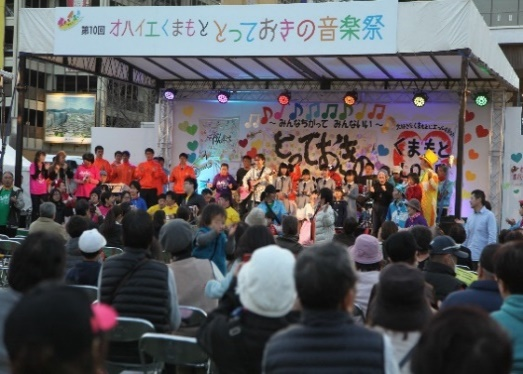 第10回 オハイエくまもと とっておきの音楽祭
～みんなちがって みんないい！～
とっておきの
くまもと